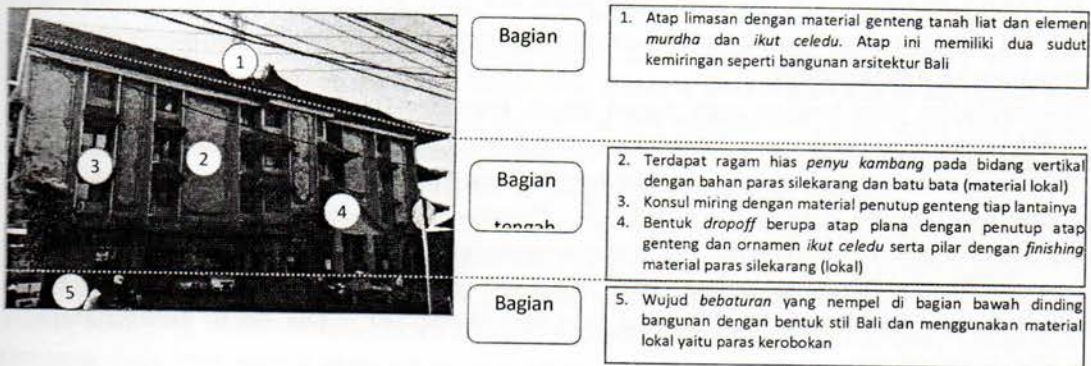 1
2
3
4
5
Bagian
1. Atap limasan dengan material genteng tanah liat dan elemen
murdha dan ikut celedu. Atap ini memiliki dua sudut
kemiringan seperti bangunan arsitektur Bali
Bagian
tengah
2. Terdapat ragam hias penyu kambang pada bidang vertikal
dengan bahan paras silekarang dan batu bata (material lokal)
3. Konsul miring dengan material penutup genteng tiap lantainya
4. Bentuk dropoff berupa atap plana dengan penutup atap
genteng dan ornamen ikut celedu serta pilar dengan finishing
material paras silekarang (lokal)
Bagian
5. Wujud bebaturan yang nempel di bagian bawah dinding
bangunan dengan bentuk stil Bali dan menggunakan material
lokal yaitu paras kerobokan